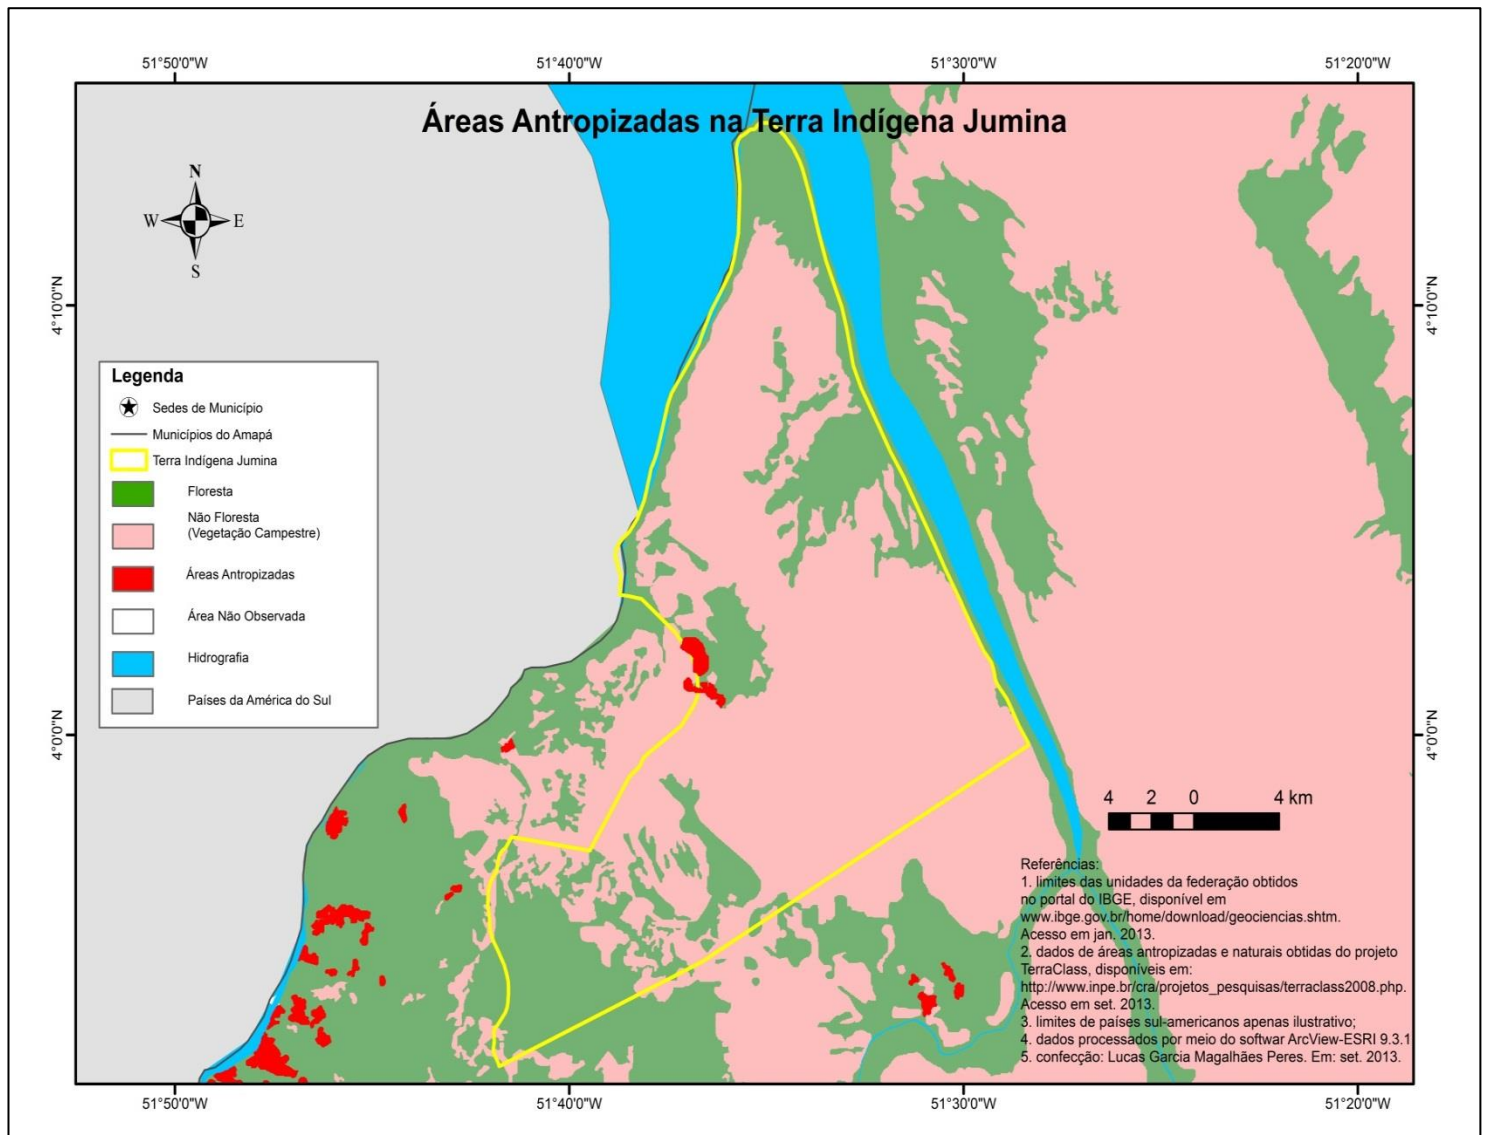 51°50'0"W
51°40'0"W
51°30'0"W
51°20'0"W
Áreas Antropizadas na Terra Indígena Jumina
N
W
E
S
4°10'0"N
4°10'0"N
Legenda
Sedes de Município
Municípios do Amapá
Terra Indígena Jumina
Floresta
Não Floresta
(Vegetação Campestre)
Áreas Antropizadas
Área Não Observada
Hidrografia
Países da América do Sul
4°0'0"N
4°0'0"N
4 2 0 4 km
Referências:
1. limites das unidades da federação obtidos
no portal do IBGE, disponível em
www.ibge.gov.br/home/download/geociencias.shtm.
Acesso em jan. 2013.
2. dados de áreas antropizadas e naturais obtidas do projeto
TerraClass, disponíveis em:
http://www.inpe.br/cra/projetos_pesquisas/terraclass2008.php.
Acesso em set. 2013.
3. limites de países sul-americanos apenas ilustrativo;
4. dados processados por meio do softwar ArcView-ESRI 9.3.1
5. confecção: Lucas Garcia Magalhães Peres. Em: set. 2013.
51°50'0"W
51°40'0"W
51°30'0"W
51°20'0"W